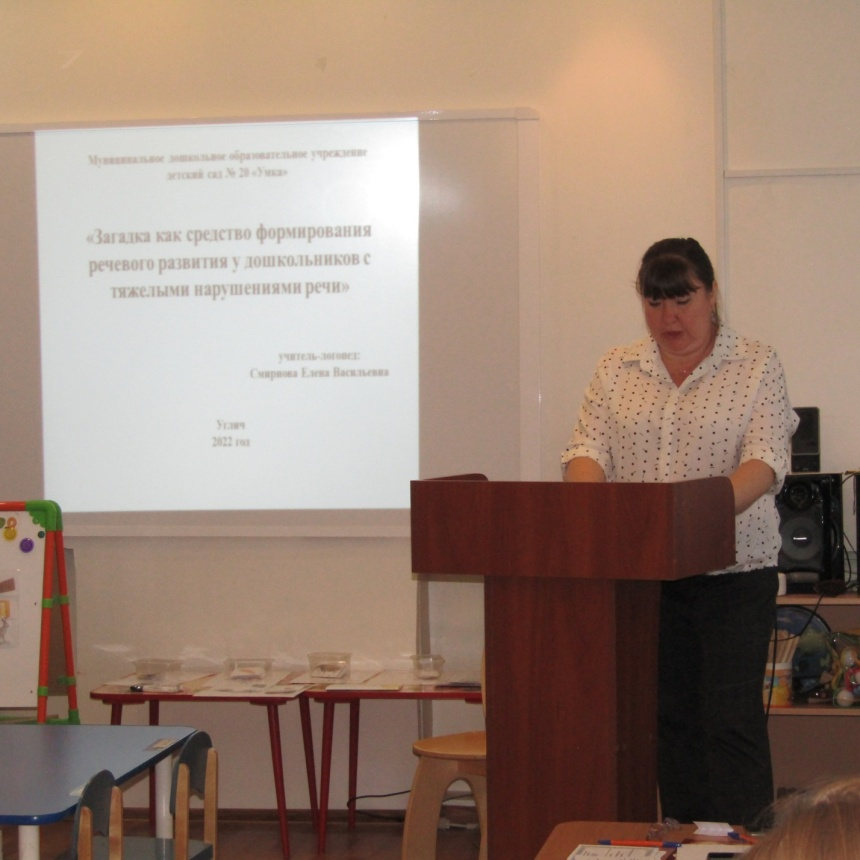 Муниципальное дошкольное образовательное учреждение
детский сад № 20 «Умка»
«Загадка как средство формирования
речевого развития у дошкольников с
тяжелыми нарушениями речи»
учитель-логопед:
Смирнова Елена Васильевна
Углич
2022 год